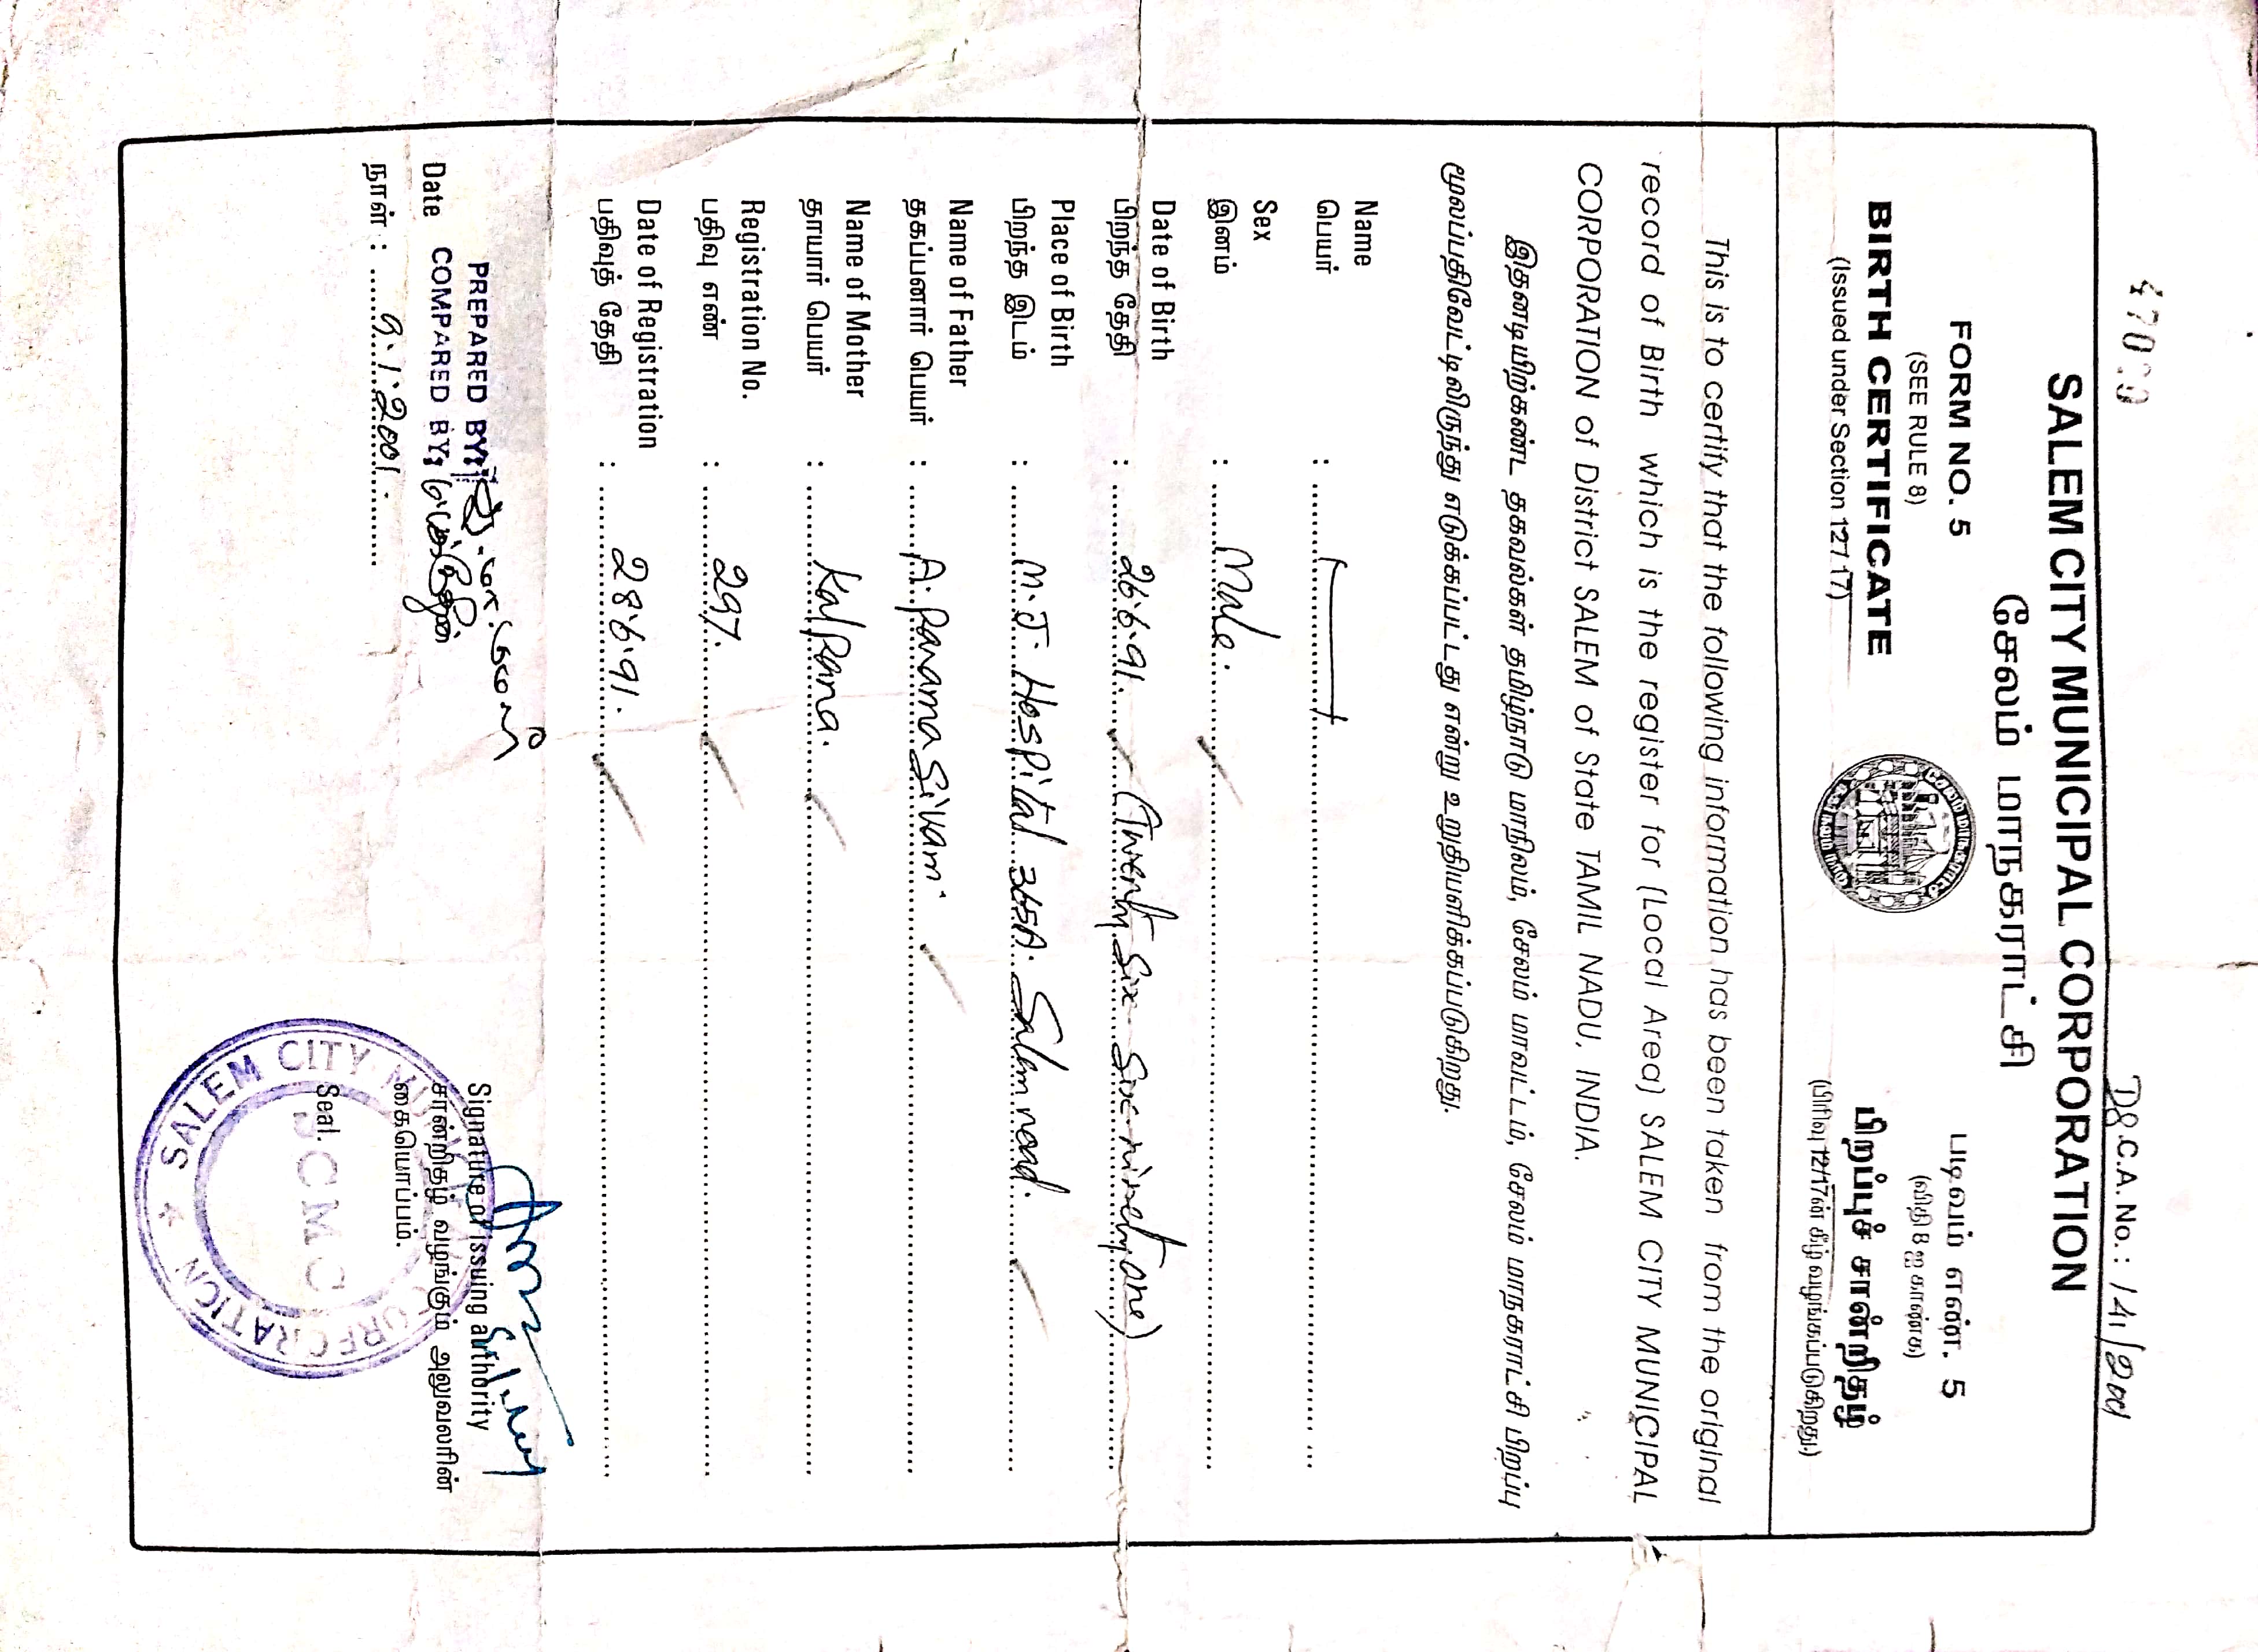 47000
D8.C.A. No. : 141/2001
SALEM CITY MUNICIPAL CORPORATION
சேலம் மாநகராட்சி
FORM NO. 5
படிவம் எண். 5
(SEE RULE 8)
(விதி 8 ஐ காண்க)
BIRTH CERTIFICATE
பிறப்புச் சான்றிதழ்
(Issued under Section 12/ 17)
(பிரிவு 12/17ன் கீழ் வழங்கப்படுகிறது.)
This is to certify that the following information has been taken from the original
record of Birth which is the register for (Local Area) SALEM CITY MUNICIPAL
CORPORATION of District SALEM of State TAMIL NADU, INDIA.
இதனடியிற்கண்ட தகவல்கள் தமிழ்நாடு மாநிலம், சேலம் மாவட்டம், சேலம் மாநகராட்சி பிறப்பு
மூலப்பதிவேட்டிலிருந்து எடுக்கப்பட்டது என்று உறுதியளிக்கப்படுகிறது.
Name :
பெயர்
Sex : Male.
இனம்
Date of Birth : 26.6.91. (Twenty Six Six ninety one)
பிறந்த தேதி
Place of Birth : M.J. Hospital 365A. Salem road.
பிறந்த இடம்
Name of Father : A. Paramasivam.
தகப்பனார் பெயர்
Name of Mother : Kalpana.
தாயார் பெயர்
Registration No. : 297.
பதிவு எண்
Date of Registration : 28.6.91.
பதிவுத் தேதி
PREPARED BY:
COMPARED BY;
Date
நாள் : 9.1.2001.
Signature of issuing authority
சான்றிதழ் வழங்கும் அலுவலரின்
கையொப்பம்.
Seal.
SALEM CITY MUNICIPAL CORPORATION
SCMC